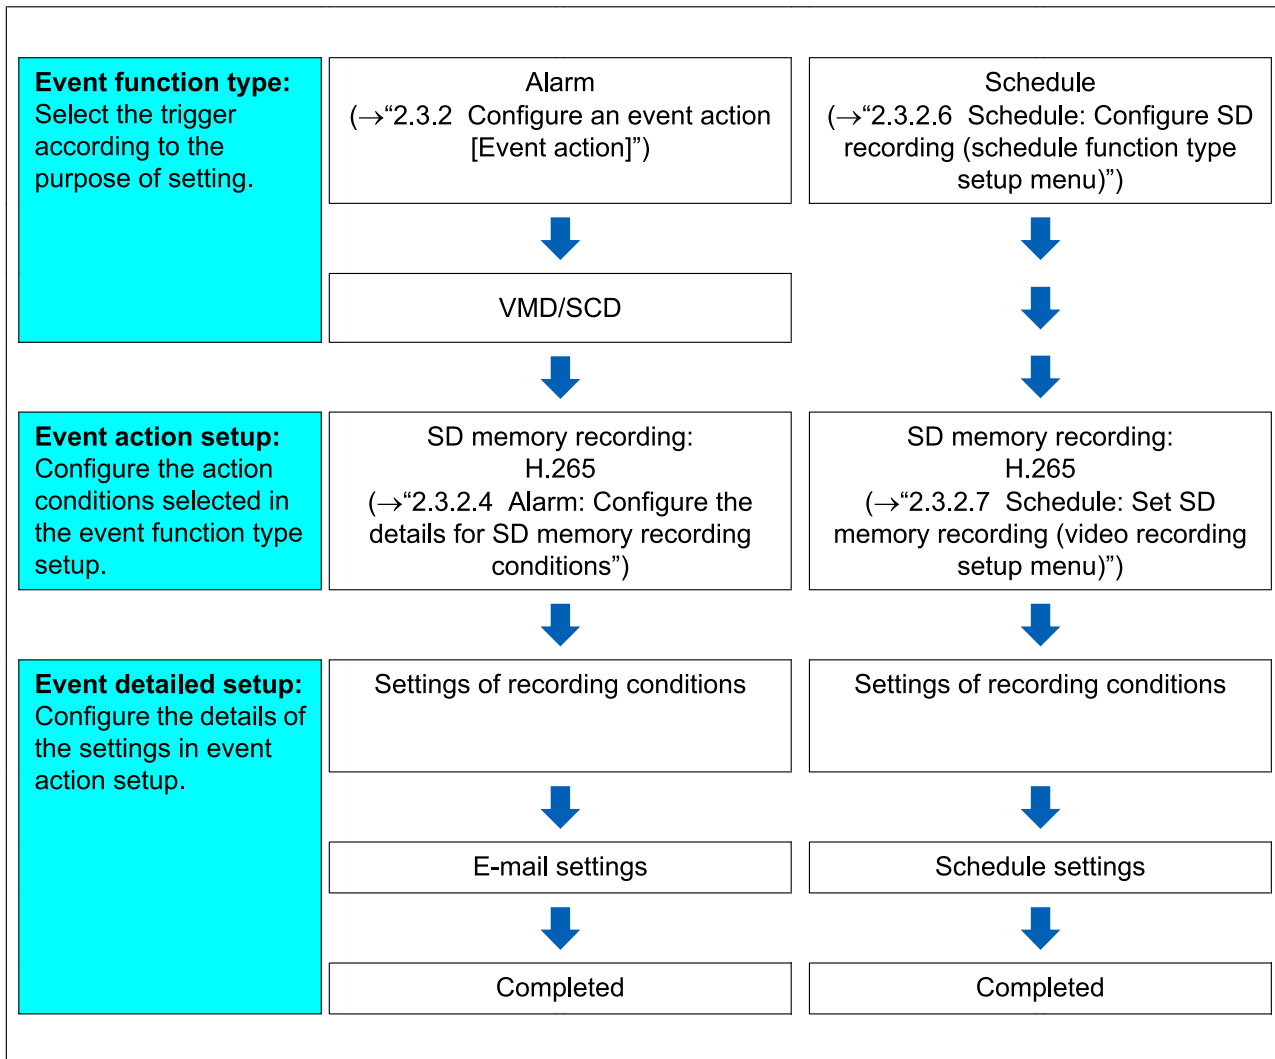 Event function type:
Select the trigger
according to the
purpose of setting.
Alarm
(→“2.3.2 Configure an event action
[Event action]”)
Schedule
(→“2.3.2.6 Schedule: Configure SD
recording (schedule function type
setup menu)”)
VMD/SCD
Event action setup:
Configure the action
conditions selected in
the event function type
setup.
SD memory recording:
H.265
(→“2.3.2.4 Alarm: Configure the
details for SD memory recording
conditions”)
SD memory recording:
H.265
(→“2.3.2.7 Schedule: Set SD
memory recording (video recording
setup menu)”)
Event detailed setup:
Configure the details of
the settings in event
action setup.
Settings of recording conditions
Settings of recording conditions
E-mail settings
Schedule settings
Completed
Completed